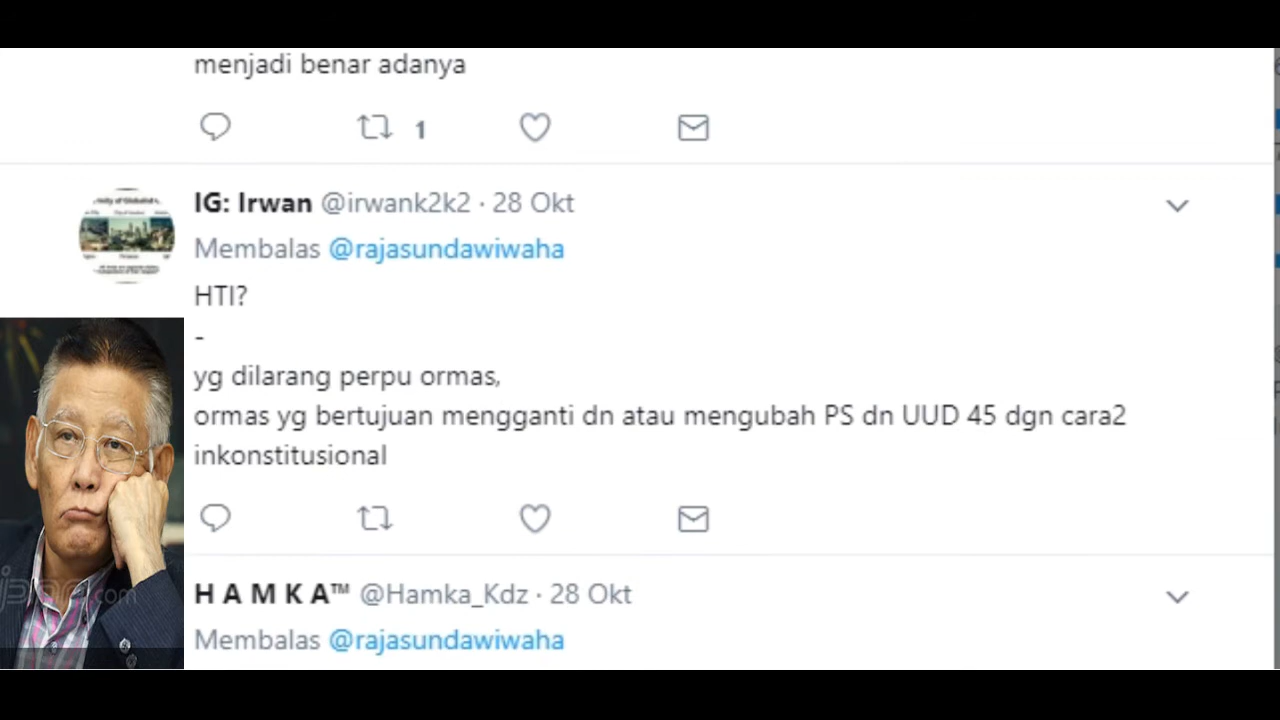 menjadi benar adanya
1
IG: Irwan @irwank2k2 · 28 Okt
Membalas @rajasundawiwaha
HTI?
-
yg dilarang perpu ormas,
ormas yg bertujuan mengganti dn atau mengubah PS dn UUD 45 dgn cara2
inkonstitusional
H A M K A™ @Hamka_Kdz · 28 Okt
Membalas @rajasundawiwaha